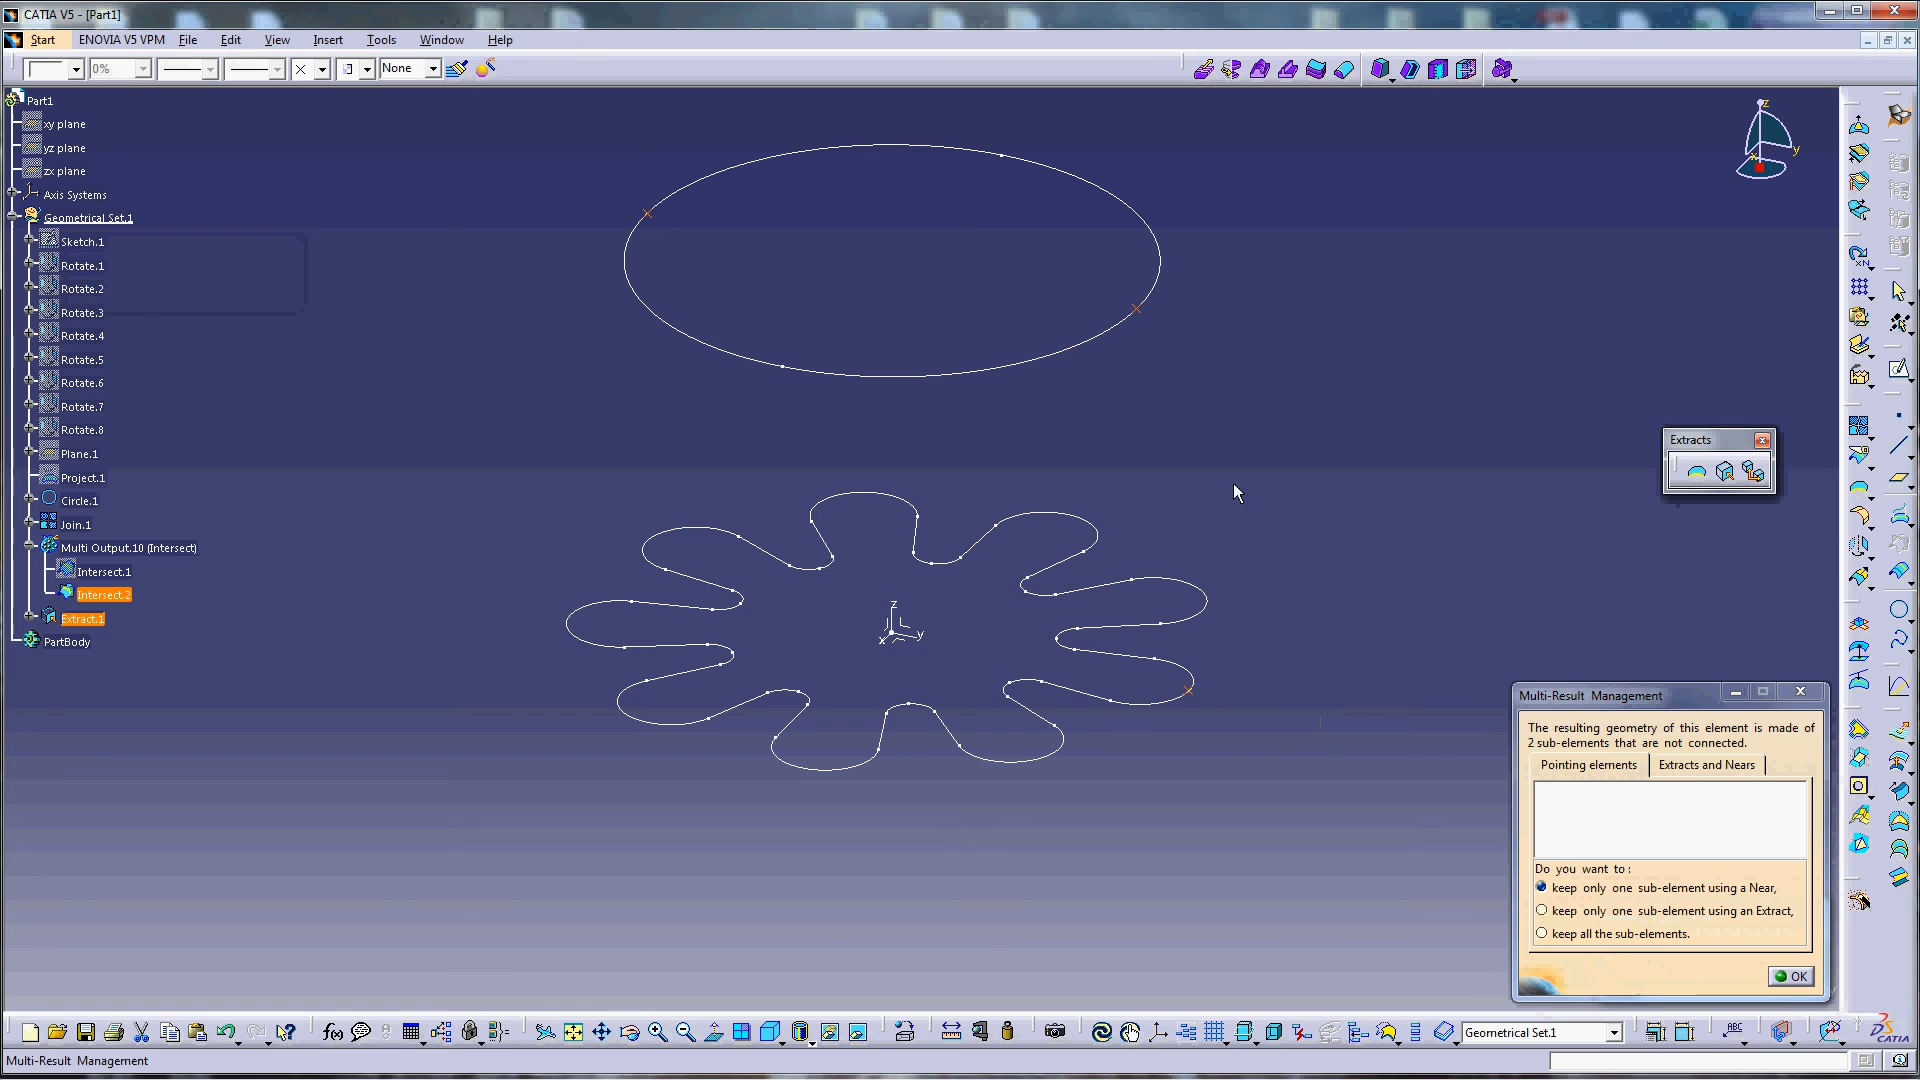 CATIA V5 - [Part1]
Start ENOVIA V5 VPM File Edit View Insert Tools Window Help
0% None
Part1
xy plane
yz plane
zx plane
Axis Systems
Geometrical Set.1
Sketch.1
Rotate.1
Rotate.2
Rotate.3
Rotate.4
Rotate.5
Rotate.6
Rotate.7
Rotate.8
Plane.1
Project.1
Circle.1
Join.1
Multi Output.10 (Intersect)
Intersect.1
Intersect.2
Extract.1
PartBody
z
y
x
z
y
x
Extracts
Multi-Result Management
The resulting geometry of this element is made of
2 sub-elements that are not connected.
Pointing elements Extracts and Nears
Do you want to :
keep only one sub-element using a Near,
keep only one sub-element using an Extract,
keep all the sub-elements.
OK
f(x) Geometrical Set.1 ABC
CATIA
Multi-Result Management